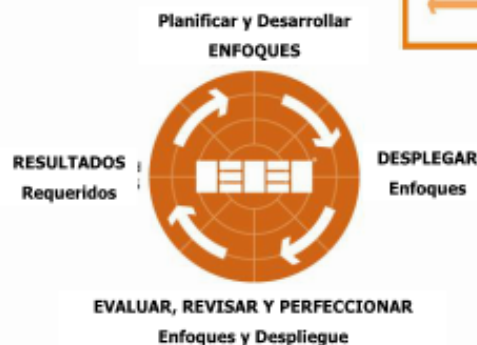 Planificar y Desarrollar
ENFOQUES
RESULTADOS
Requeridos
DESPLEGAR
Enfoques
EVALUAR, REVISAR Y PERFECCIONAR
Enfoques y Despliegue